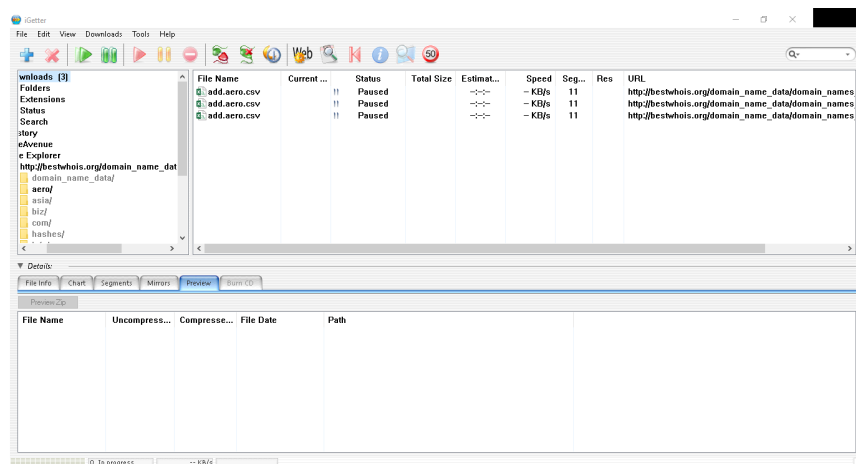 iGetter
File Edit View Downloads Tools Help
Web
50
wnloads (3)
Folders
Extensions
Status
Search
story
eAvenue
e Explorer
http://bestwhois.org/domain_name_dat
domain_name_data/
aero/
asia/
biz/
com/
hashes/
File Name Current ... Status Total Size Estimat... Speed Seg... Res URL
add.aero.csv !! Paused --:--:-- -- KB/s 11 http://bestwhois.org/domain_name_data/domain_names_
add.aero.csv !! Paused --:--:-- -- KB/s 11 http://bestwhois.org/domain_name_data/domain_names_
add.aero.csv !! Paused --:--:-- -- KB/s 11 http://bestwhois.org/domain_name_data/domain_names_
Details:
File Info Chart Segments Mirrors Preview Burn CD
Preview Zip
File Name Uncompress... Compresse... File Date Path
0 In progress -- KB/s